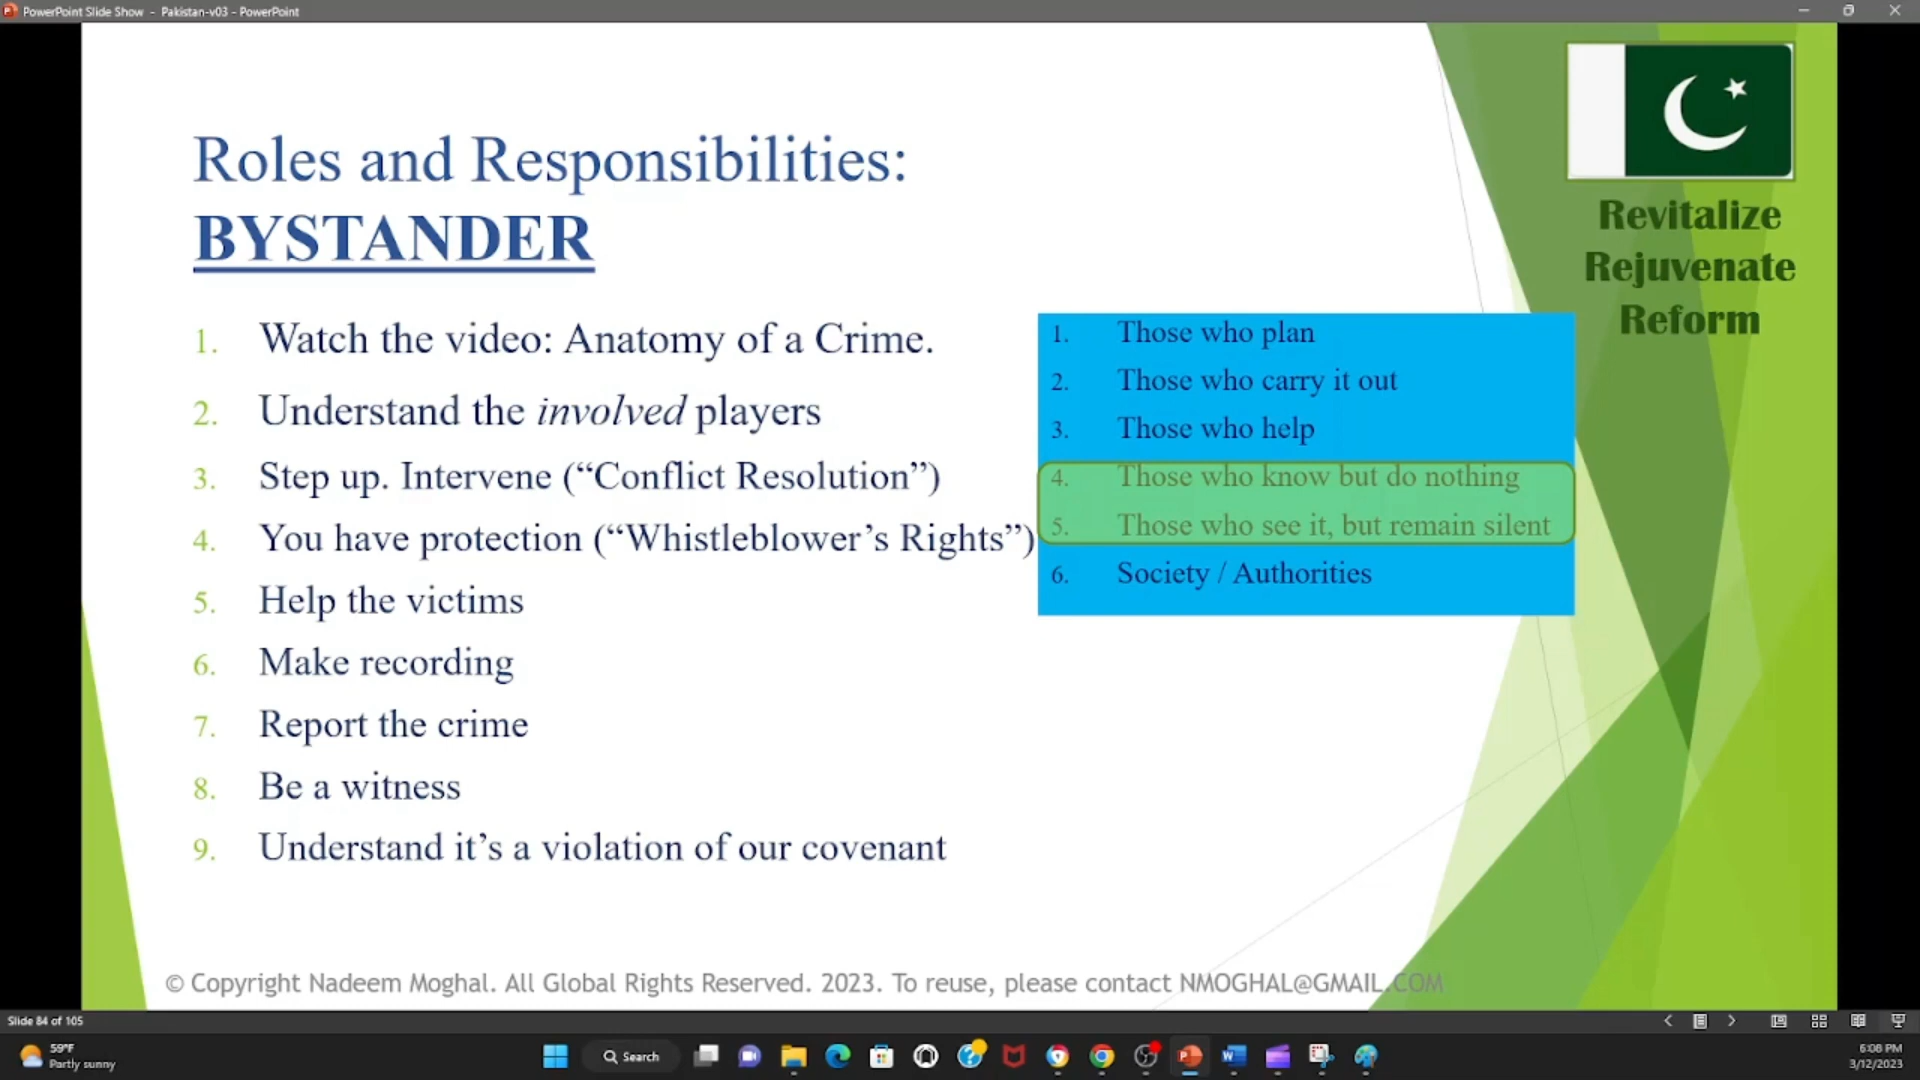 PowerPoint Slide Show - Pakistan-v03 - PowerPoint
Roles and Responsibilities:
BYSTANDER
1. Watch the video: Anatomy of a Crime.
2. Understand the involved players
3. Step up. Intervene (“Conflict Resolution”)
4. You have protection (“Whistleblower’s Rights”)
5. Help the victims
6. Make recording
7. Report the crime
8. Be a witness
9. Understand it’s a violation of our covenant
1. Those who plan
2. Those who carry it out
3. Those who help
4. Those who know but do nothing
5. Those who see it, but remain silent
6. Society / Authorities
Revitalize
Rejuvenate
Reform
© Copyright Nadeem Moghal. All Global Rights Reserved. 2023. To reuse, please contact NMOGHAL@GMAIL.COM
Slide 84 of 105
59°F
Partly sunny
Search
6:08 PM
3/12/2023